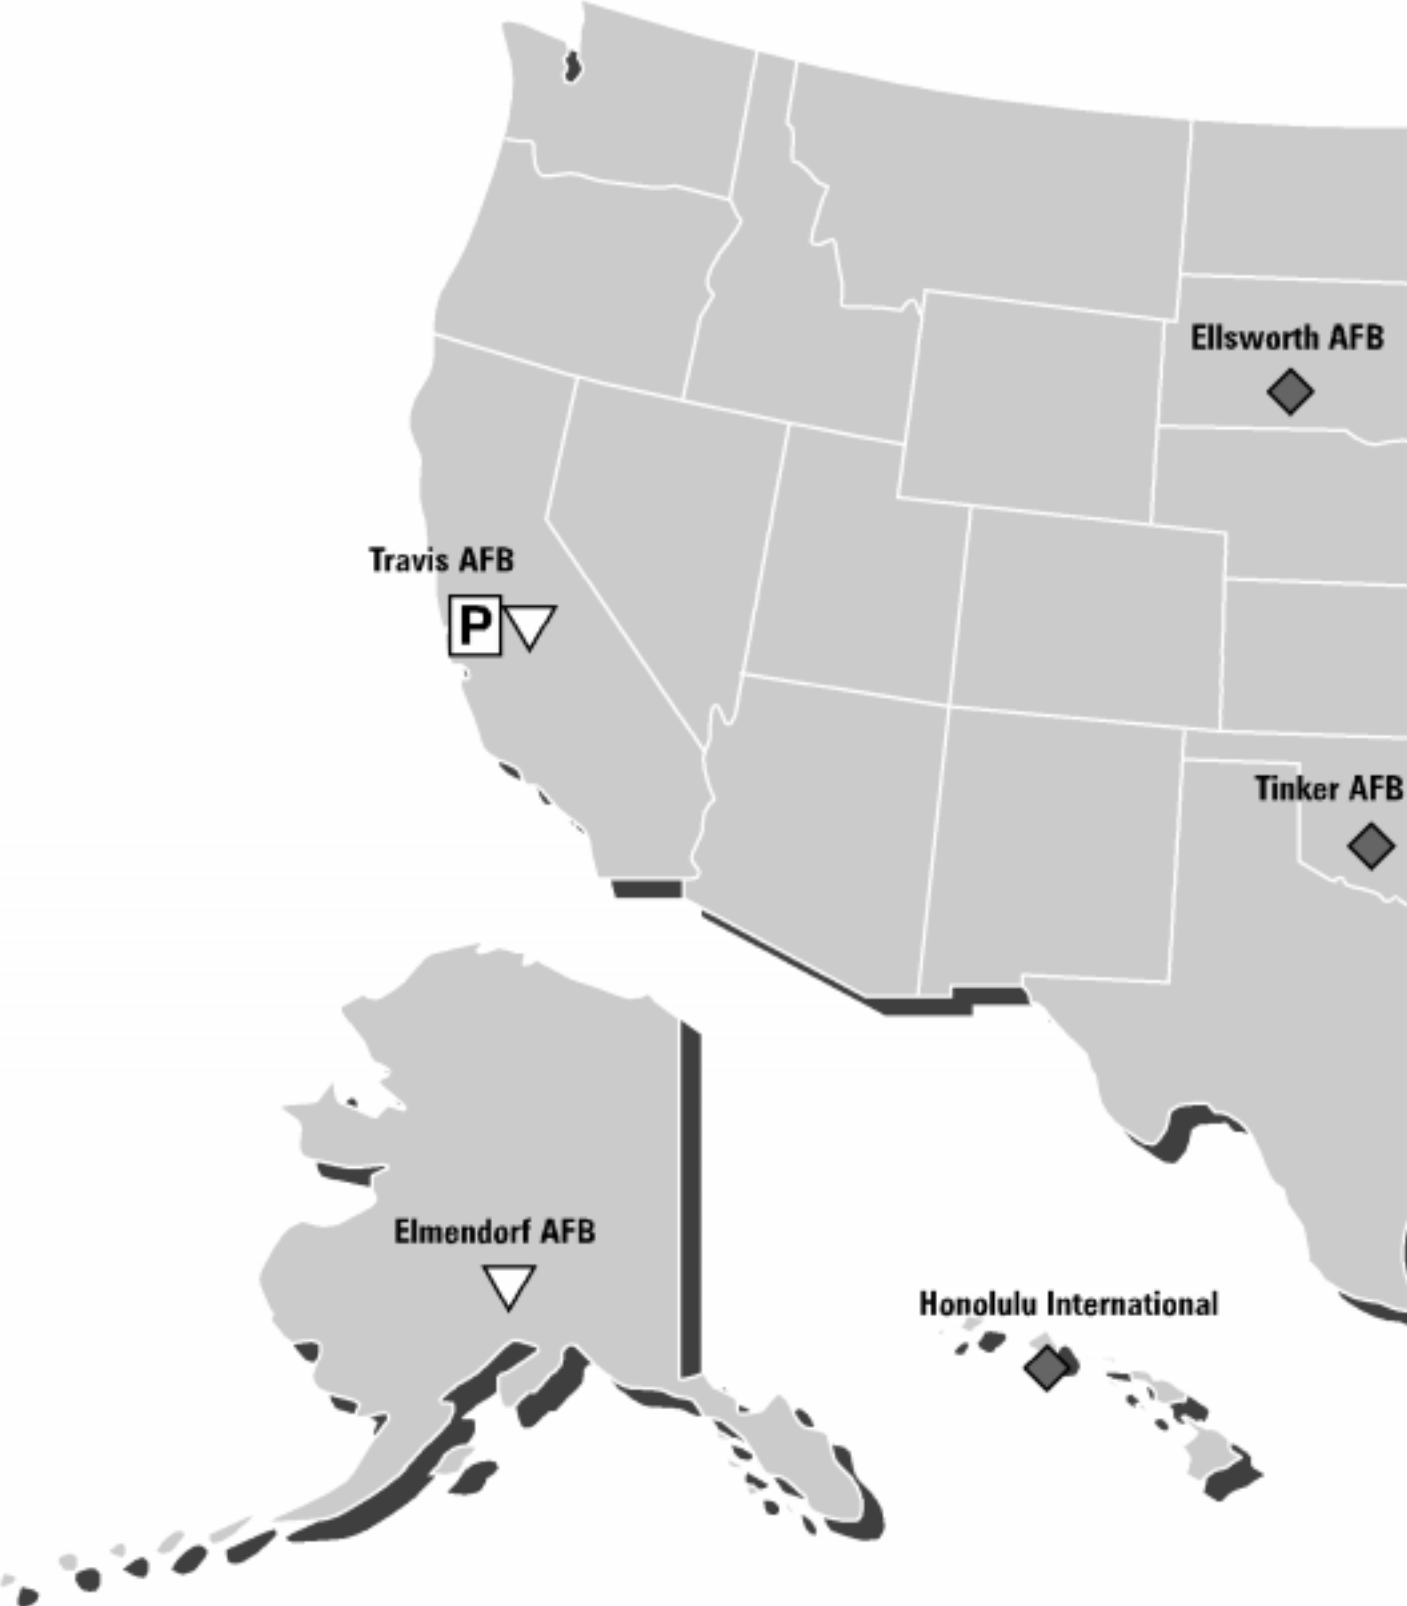 Ellsworth AFB
Travis AFB
P
Tinker AFB
Elmendorf AFB
Honolulu International